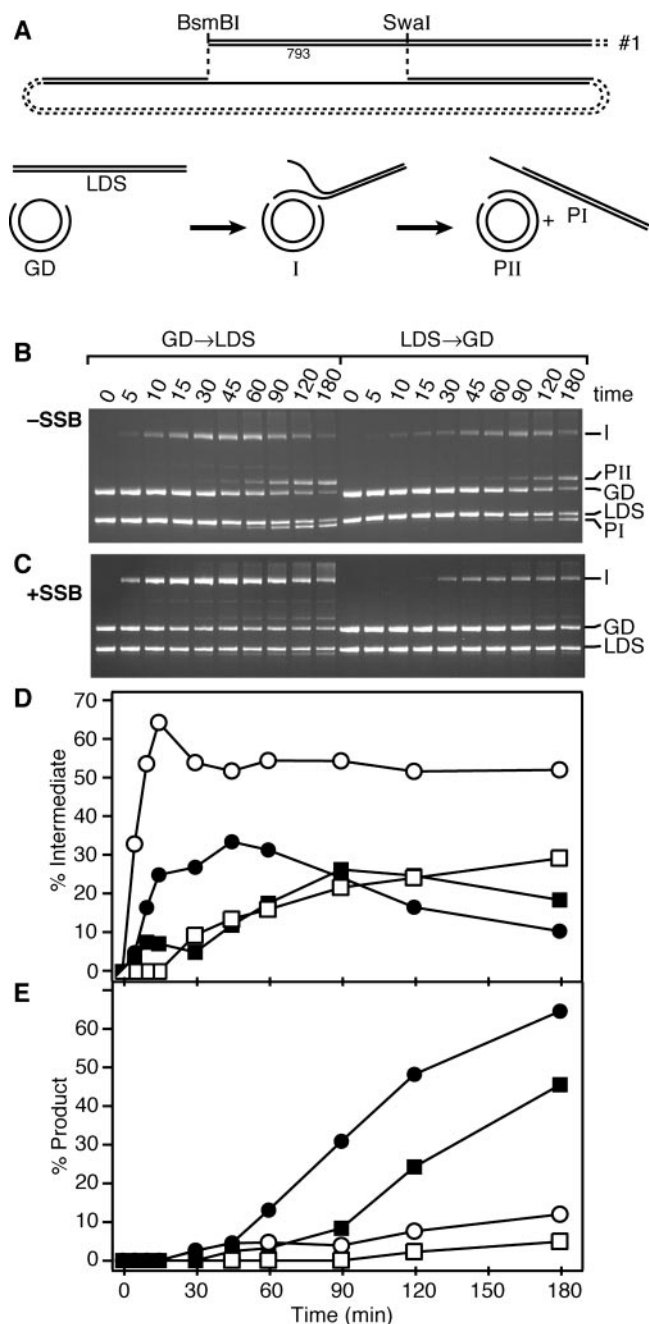 A
BsmBI SwaI
793
#1
LDS
GD
I
PII
+
PI
B
GD→LDS LDS→GD
0 5 10 15 30 45 60 90 120 180 0 5 10 15 30 45 60 90 120 180 time
–SSB
I
PII
GD
LDS
PI
C
+SSB
I
GD
LDS
D
% Intermediate
70
60
50
40
30
20
10
0
E
% Product
60
50
40
30
20
10
0
0 30 60 90 120 150 180
Time (min)